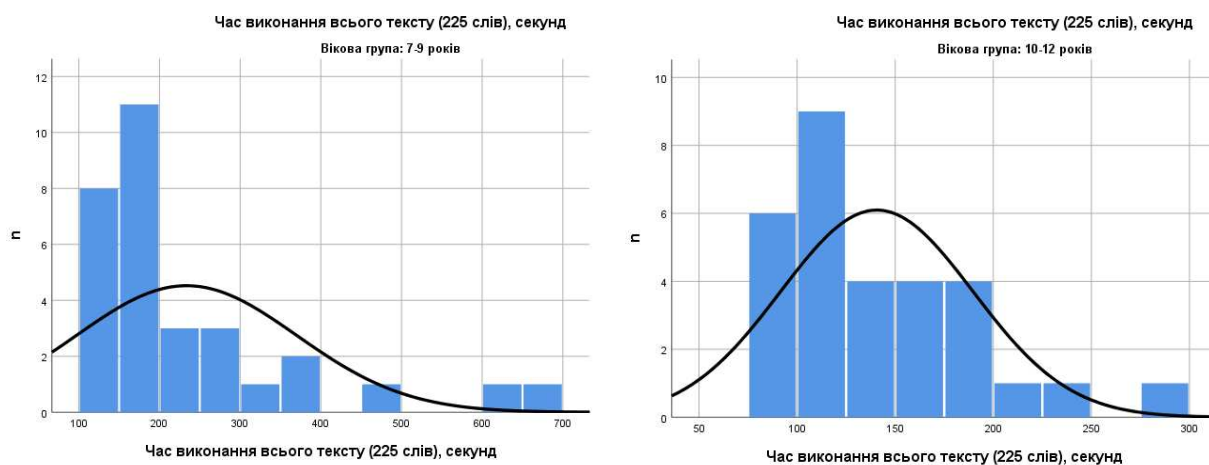 Час виконання всього тексту (225 слів), секунд
Вікова група: 7-9 років
12
10
8
6
4
2
0
n
100 200 300 400 500 600 700
Час виконання всього тексту (225 слів), секунд
Час виконання всього тексту (225 слів), секунд
Вікова група: 10-12 років
10
8
6
4
2
0
n
50 100 150 200 250 300
Час виконання всього тексту (225 слів), секунд